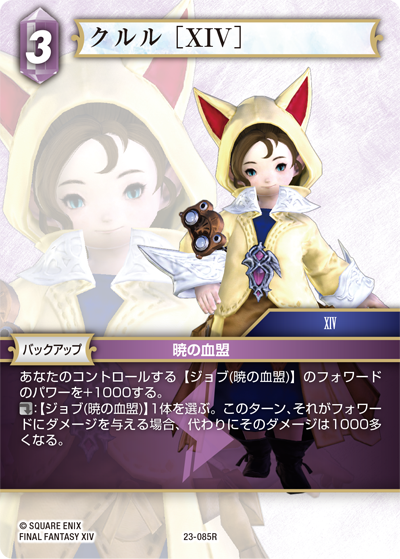 3
クルル［XIV］
XIV
バックアップ
暁の血盟
あなたのコントロールする【ジョブ(暁の血盟)】のフォワード
のパワーを+1000する。
:【ジョブ(暁の血盟)】1体を選ぶ。このターン、それがフォワー
ドにダメージを与える場合、代わりにそのダメージは1000多
くなる。
© SQUARE ENIX
FINAL FANTASY XIV
23-085R